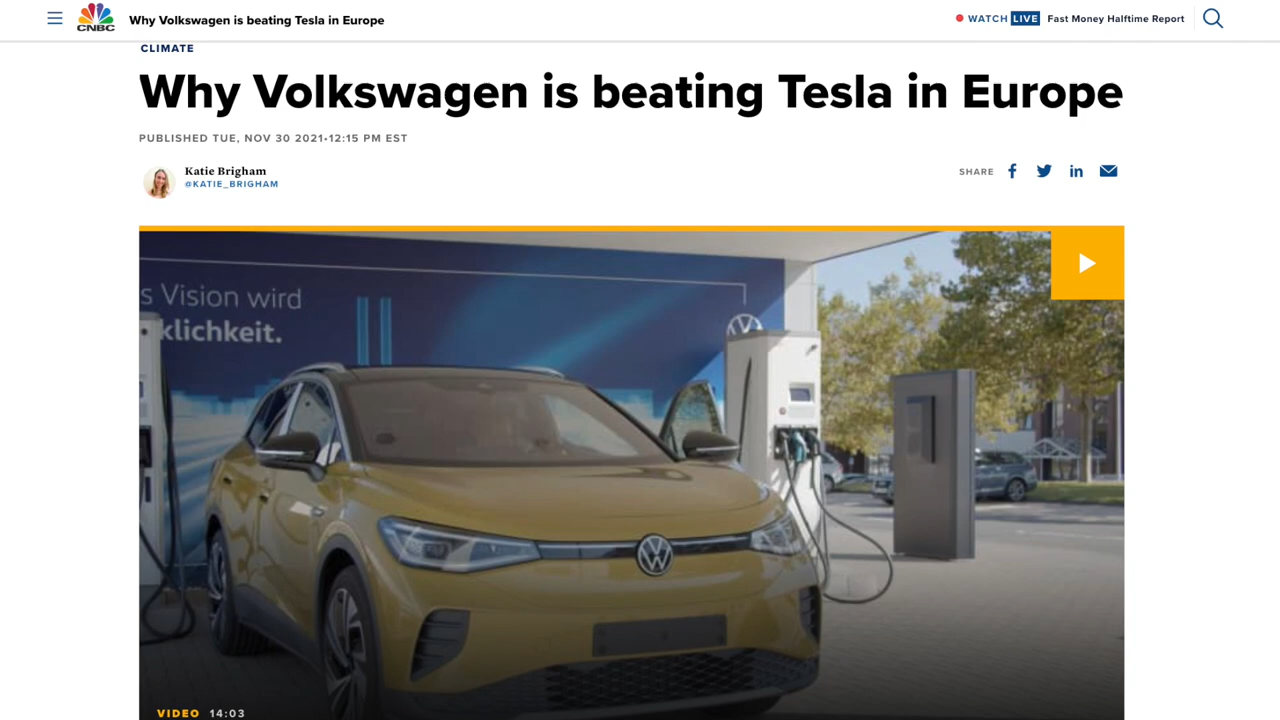 CNBC
Why Volkswagen is beating Tesla in Europe
WATCH LIVE Fast Money Halftime Report
CLIMATE
Why Volkswagen is beating Tesla in Europe
PUBLISHED TUE, NOV 30 2021•12:15 PM EST
Katie Brigham
@KATIE_BRIGHAM
SHARE
s Vision wird
klichkeit.
VIDEO 14:03